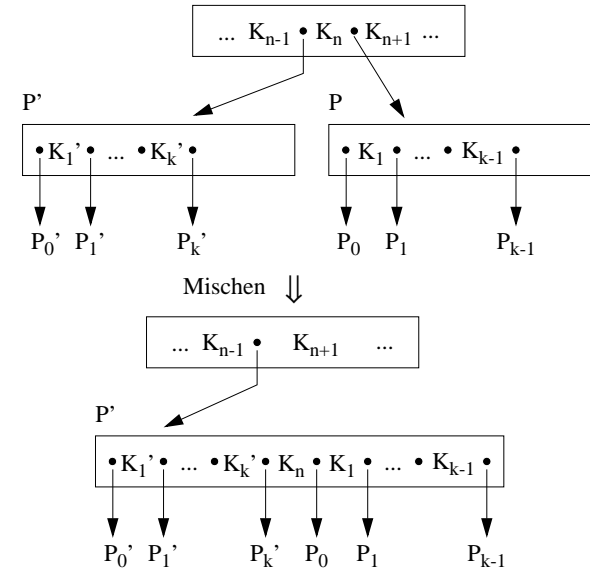 ... K_{n-1} K_n K_{n+1} ...
P' P
K_1' ... K_k' K_1 ... K_{k-1}
P_0' P_1' P_k' P_0 P_1 P_{k-1}
Mischen ⇓
... K_{n-1} K_{n+1} ...
P'
K_1' ... K_k' K_n K_1 ... K_{k-1}
P_0' P_1' P_k' P_0 P_1 P_{k-1}